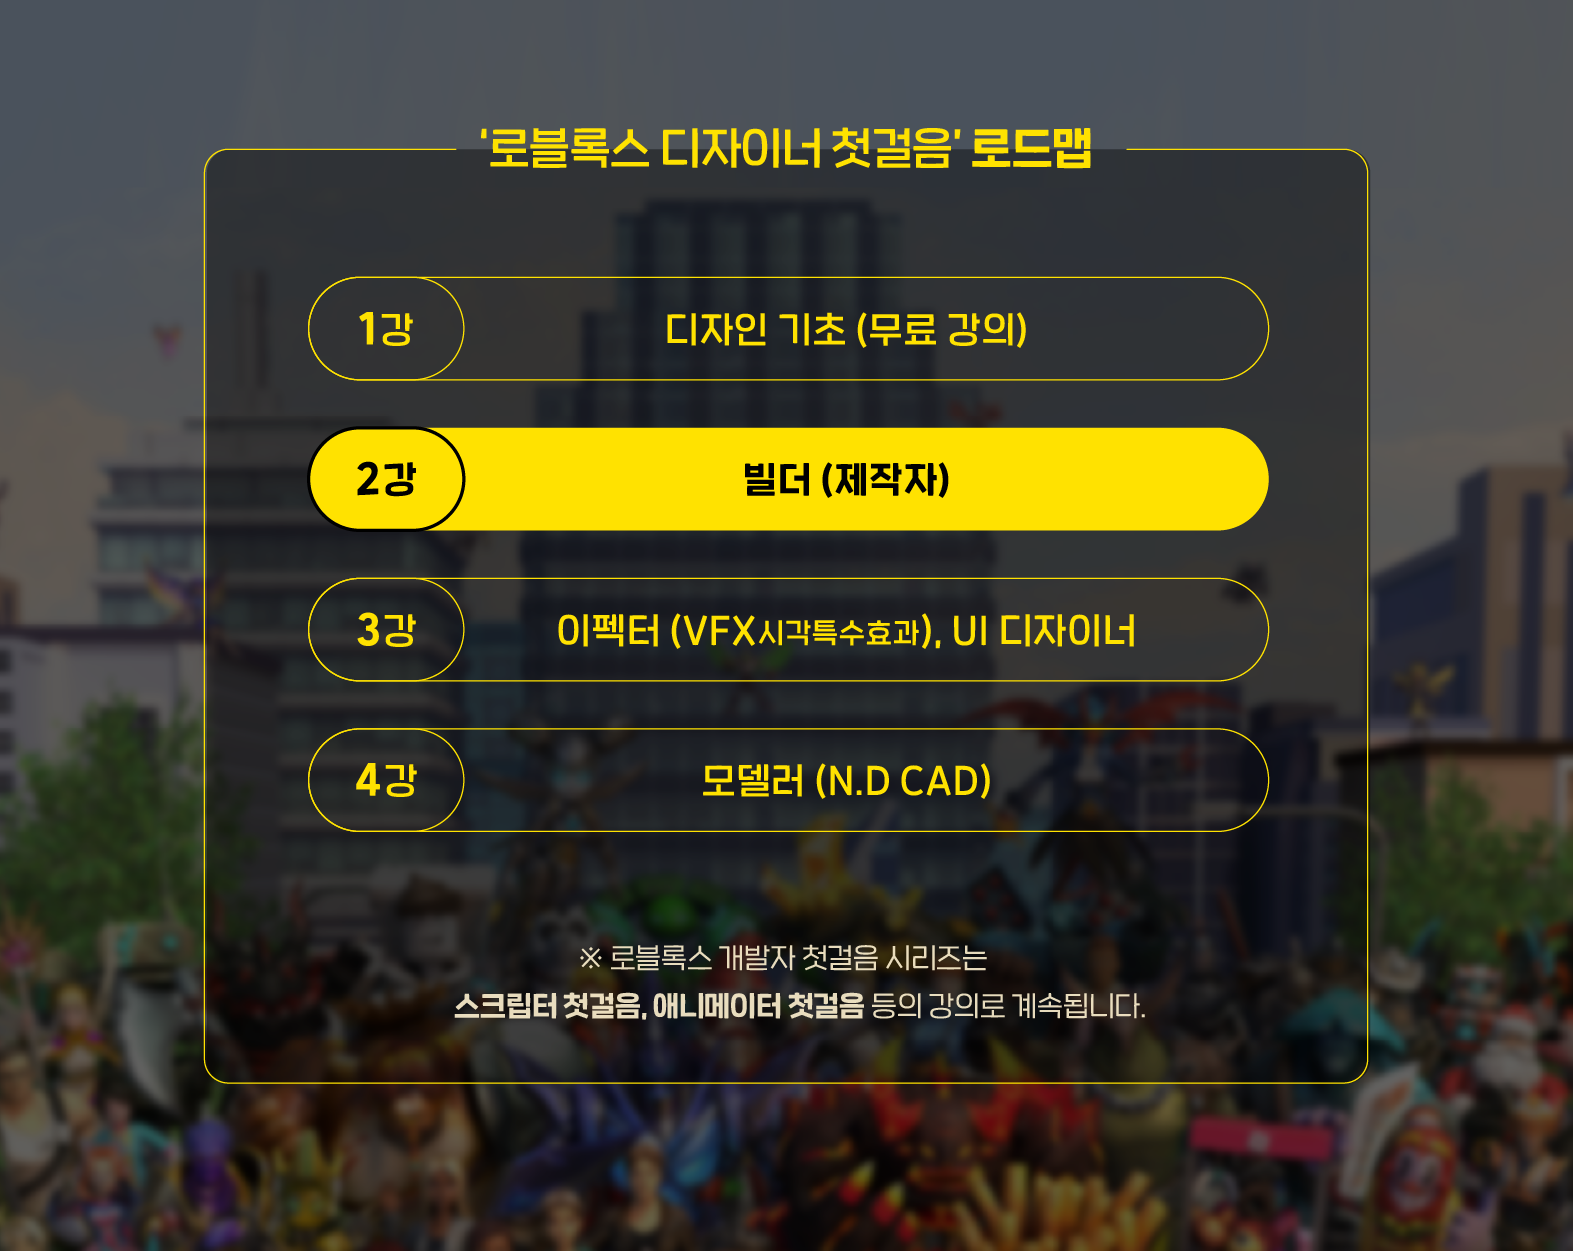 ‘로블록스 디자이너 첫걸음’ 로드맵
1강 디자인 기초 (무료 강의)
2강 빌더 (제작자)
3강 이펙터 (VFX시각특수효과), UI 디자이너
4강 모델러 (N.D CAD)
※ 로블록스 개발자 첫걸음 시리즈는
스크립터 첫걸음, 애니메이터 첫걸음 등의 강의로 계속됩니다.